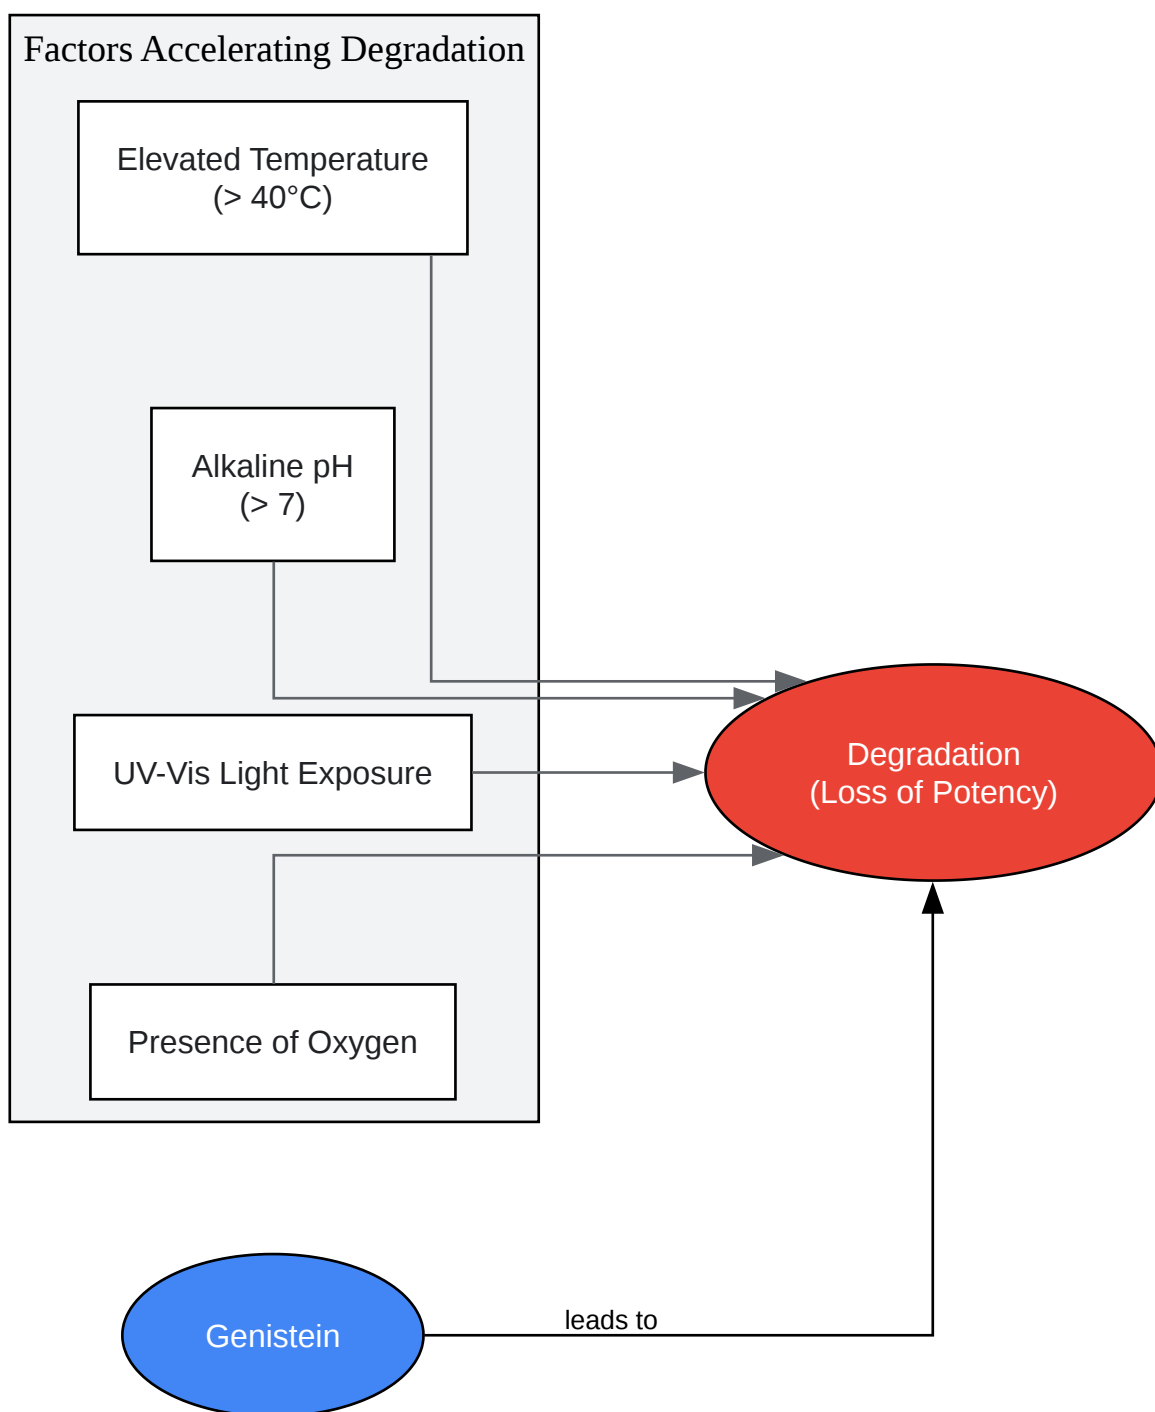 Factors Accelerating Degradation
Elevated Temperature
(> 40°C)
Alkaline pH
(> 7)
UV-Vis Light Exposure
Degradation
(Loss of Potency)
Presence of Oxygen
leads to
Genistein